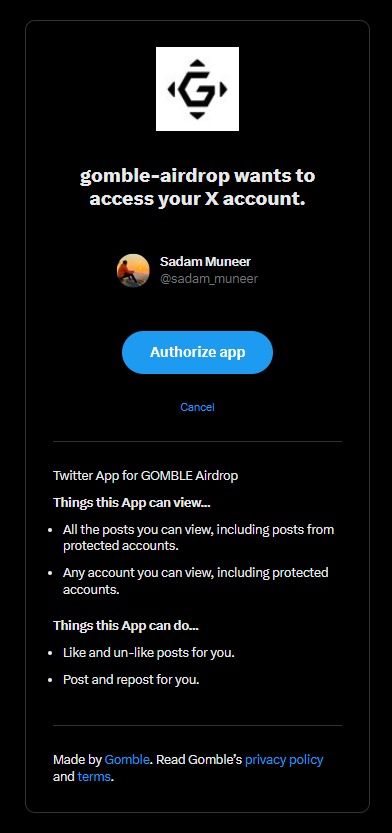 G
gomble-airdrop wants to
access your X account.
Sadam Muneer
@sadam_muneer
Authorize app
Cancel
Twitter App for GOMBLE Airdrop
Things this App can view...
• All the posts you can view, including posts from
protected accounts.
• Any account you can view, including protected
accounts.
Things this App can do...
• Like and un-like posts for you.
• Post and repost for you.
Made by Gomble. Read Gomble's privacy policy
and terms.